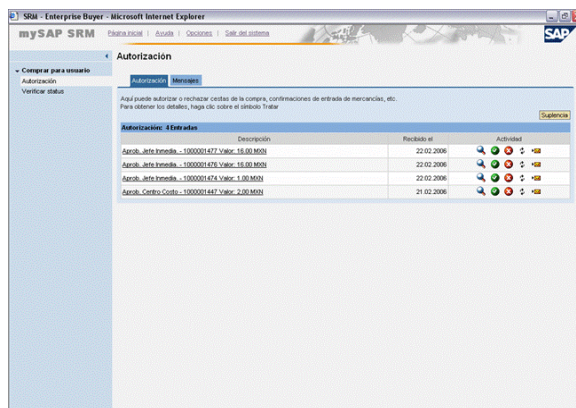 SRM - Enterprise Buyer - Microsoft Internet Explorer
mySAP SRM
Página inicial | Ayuda | Opciones | Salir del sistema
SAP
Autorización
Comprar para usuario
Autorización
Verificar status
Autorización Mensajes
Aquí puede autorizar o rechazar cestas de la compra, confirmaciones de entrada de mercancías, etc.
Para obtener los detalles, haga clic sobre el símbolo Tratar
Suplencia
Autorización: 4 Entradas
Descripción Recibido el Actividad
Aprob. Jefe Inmedia. - 1000001477 Valor: 16.00 MXN 22.02.2006
Aprob. Jefe Inmedia. - 1000001476 Valor: 16.00 MXN 22.02.2006
Aprob. Jefe Inmedia. - 1000001474 Valor: 1.00 MXN 22.02.2006
Aprob. Centro Costo - 1000001447 Valor: 2.00 MXN 21.02.2006